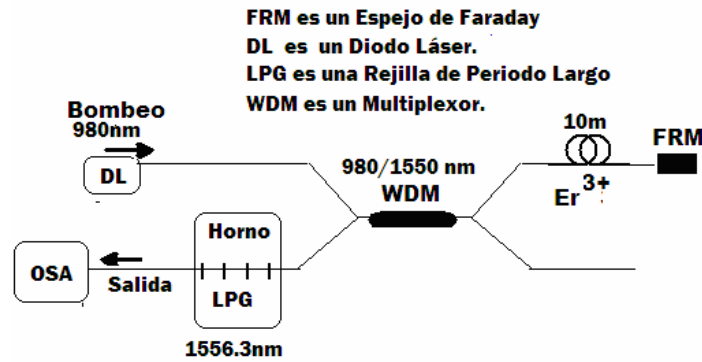 FRM es un Espejo de Faraday
DL es un Diodo Láser.
LPG es una Rejilla de Periodo Largo
WDM es un Multiplexor.
Bombeo
980nm
DL
980/1550 nm
WDM
10m
Er 3+
FRM
OSA
Salida
Horno
LPG
1556.3nm